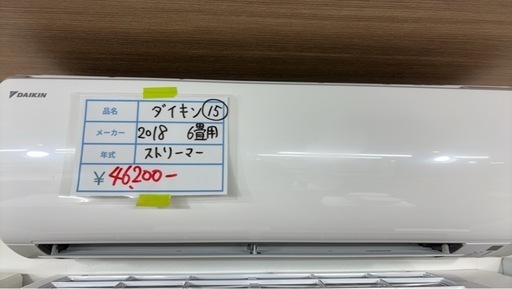 DAIKIN
品名 ダイキン ⑮
メーカー 2018 6畳用
年式 ストリーマー
¥ 46,200-